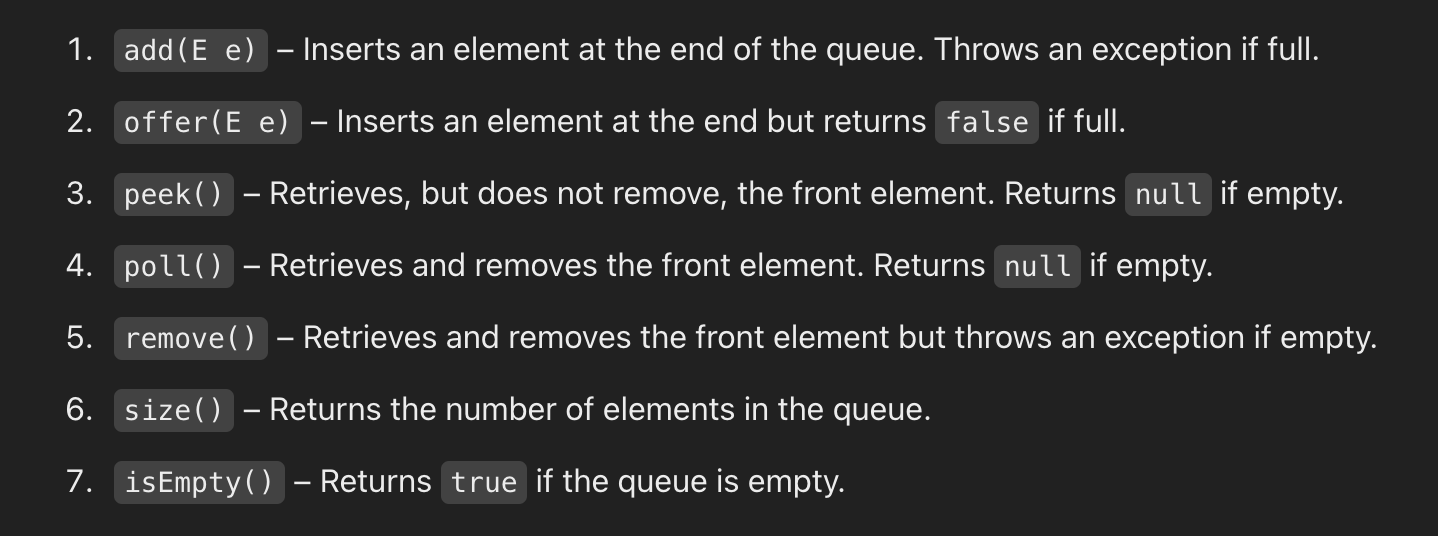 1. add(E e) – Inserts an element at the end of the queue. Throws an exception if full.
2. offer(E e) – Inserts an element at the end but returns false if full.
3. peek() – Retrieves, but does not remove, the front element. Returns null if empty.
4. poll() – Retrieves and removes the front element. Returns null if empty.
5. remove() – Retrieves and removes the front element but throws an exception if empty.
6. size() – Returns the number of elements in the queue.
7. isEmpty() – Returns true if the queue is empty.